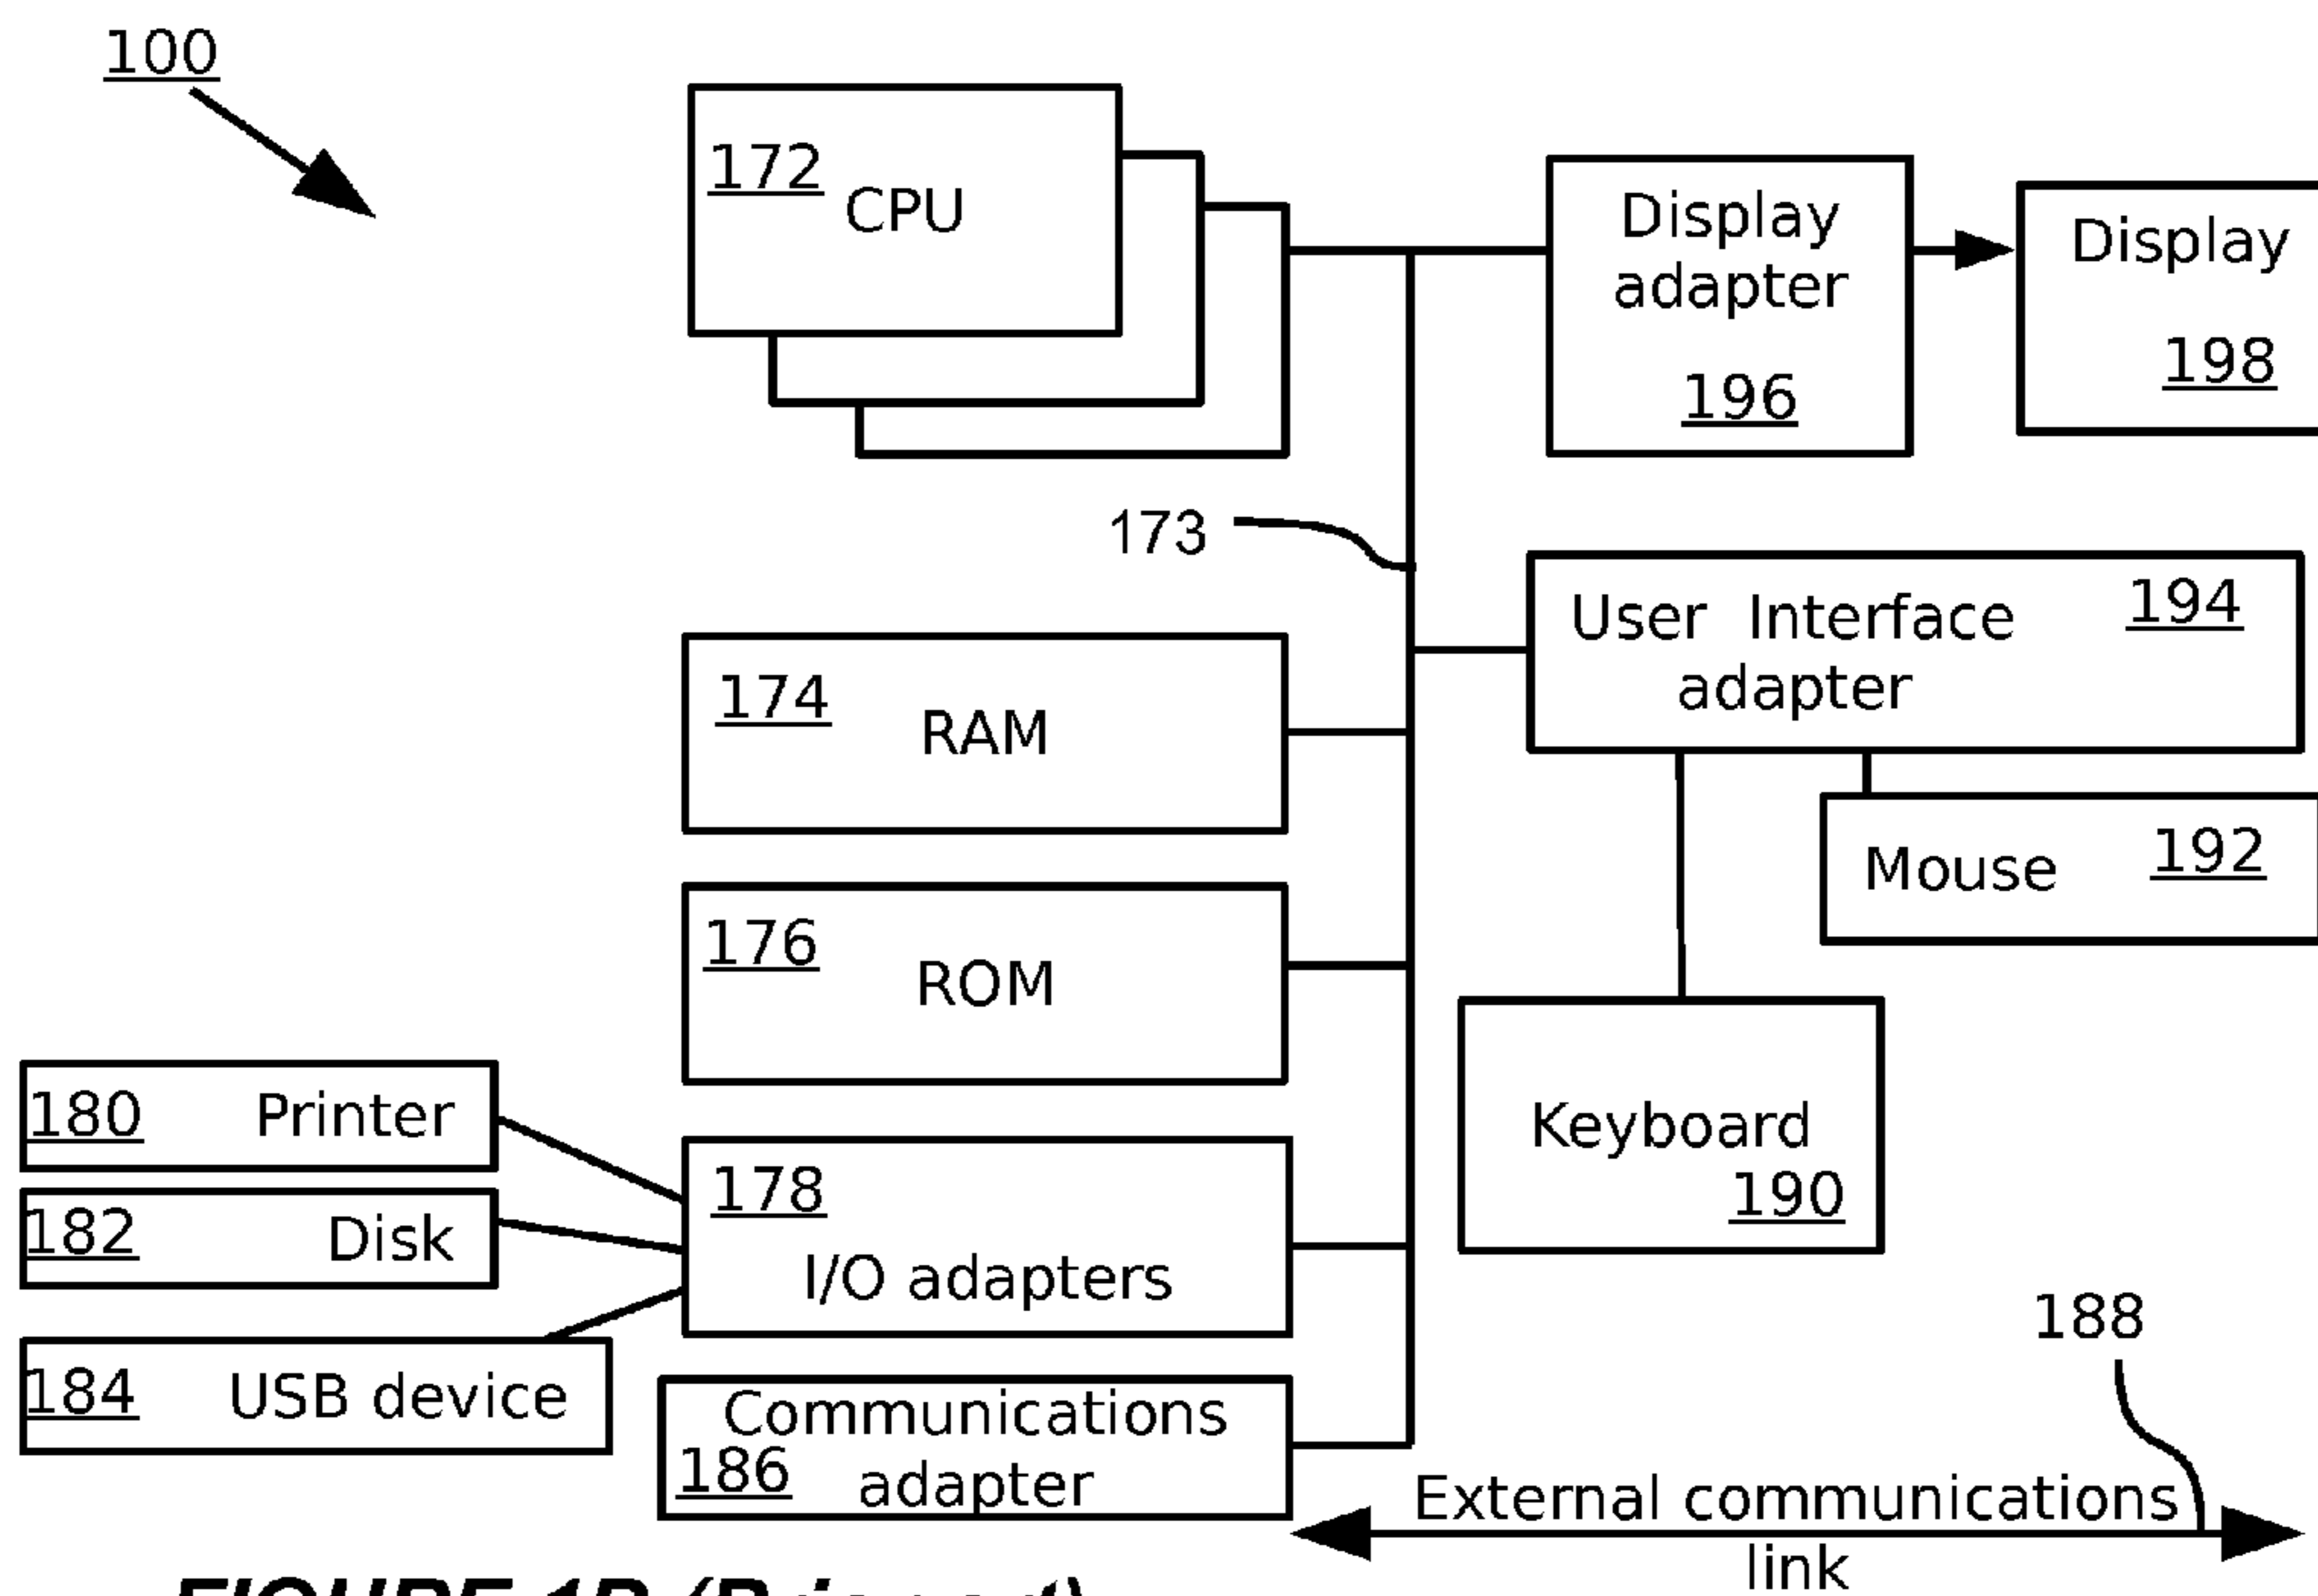 100
172
CPU
Display
adapter
196
Display
198
173
User Interface
adapter
194
174
RAM
Mouse 192
176
ROM
Keyboard
190
180 Printer
182 Disk
178
I/O adapters
184 USB device
Communications
adapter
186
188
External communications
link